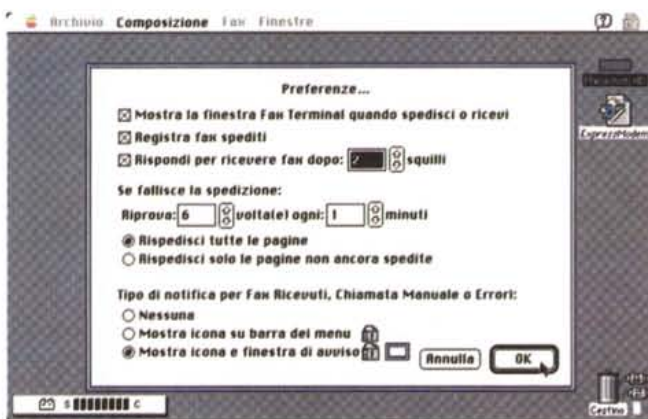 Archivio Composizione Fax Finestre
Preferenze...
Mostra la finestra Fax Terminal quando spedisci o ricevi
Registra fax spediti
Rispondi per ricevere fax dopo: 2 squilli
ExpressModem
Se fallisce la spedizione:
Riprova: 6 volta(e) ogni: 1 minuti
Rispedisci tutte le pagine
Rispedisci solo le pagine non ancora spedite
Tipo di notifica per Fax Ricevuti, Chiamata Manuale o Errori:
Nessuna
Mostra icona su barra dei menu
Mostra icona e finestra di avviso
Annulla OK
S C
Cestino